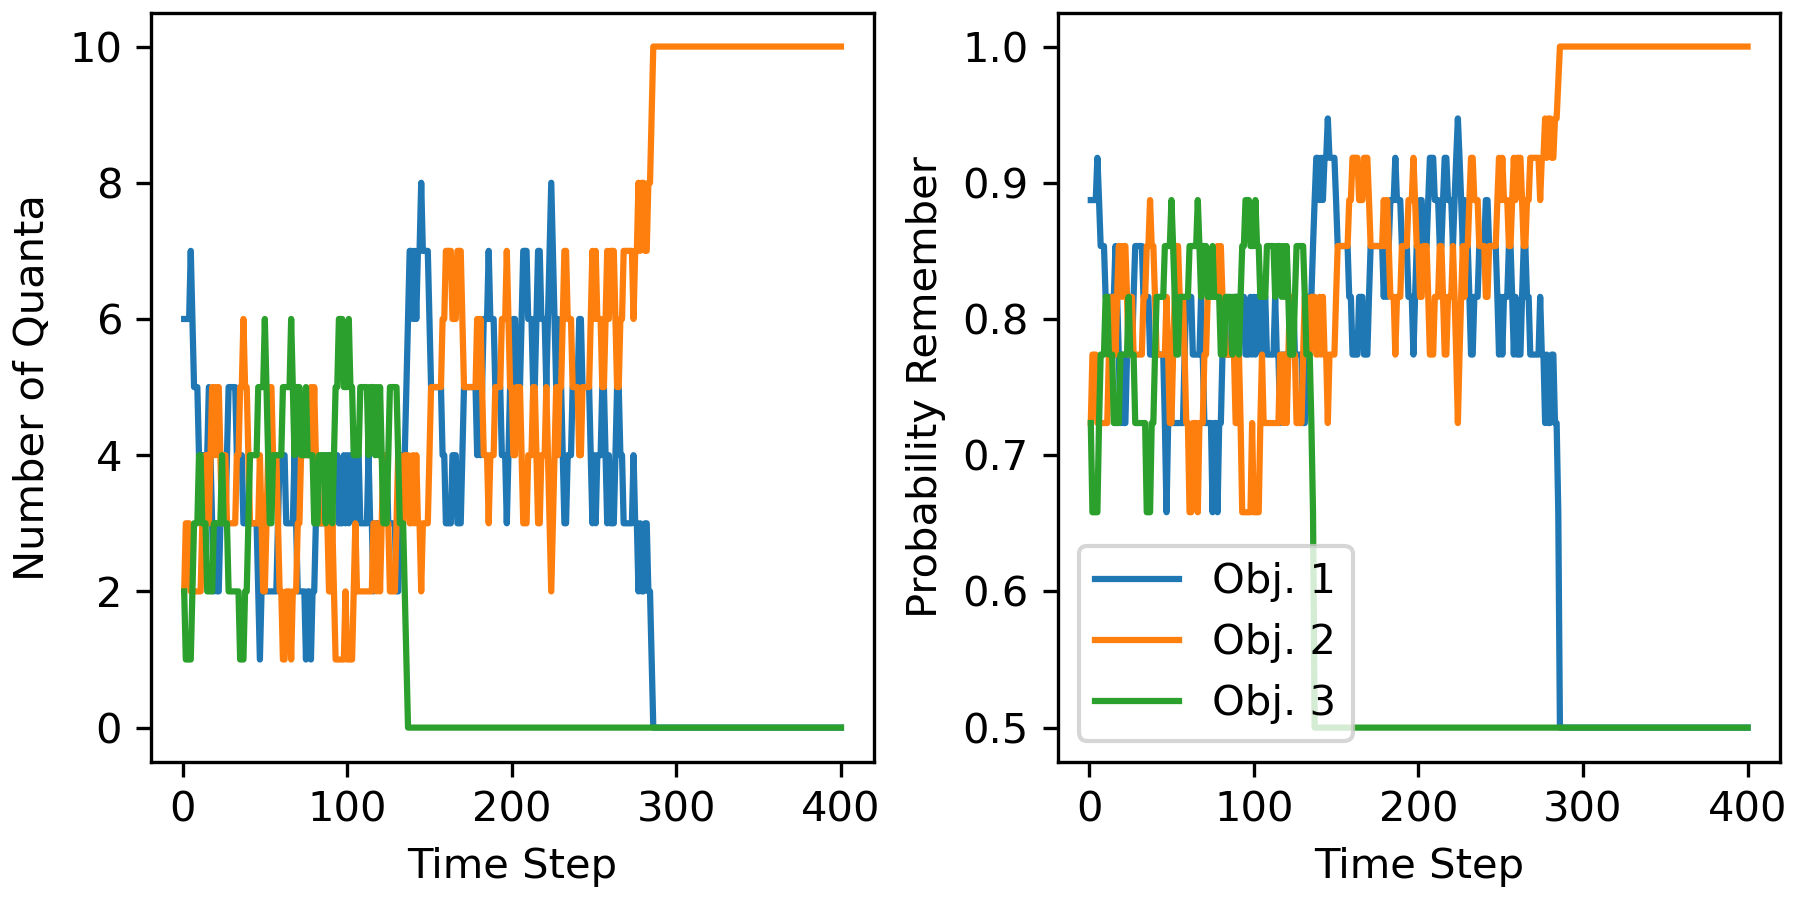 Number of Quanta
10
8
6
4
2
0
0 100 200 300 400
Time Step
Probability Remember
1.0
0.9
0.8
0.7
0.6
0.5
Obj. 1
Obj. 2
Obj. 3
0 100 200 300 400
Time Step